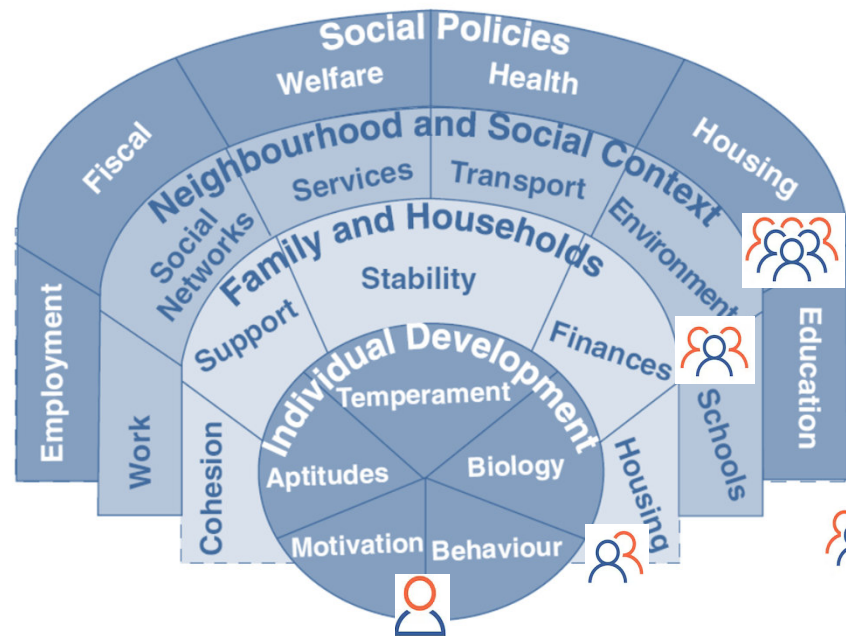 Social Policies
Fiscal
Welfare
Health
Housing
Employment
Education
Neighbourhood and Social Context
Social
Networks
Services
Transport
Environment
Work
Schools
Family and Households
Support
Stability
Finances
Cohesion
Housing
Individual Development
Temperament
Aptitudes
Biology
Motivation
Behaviour